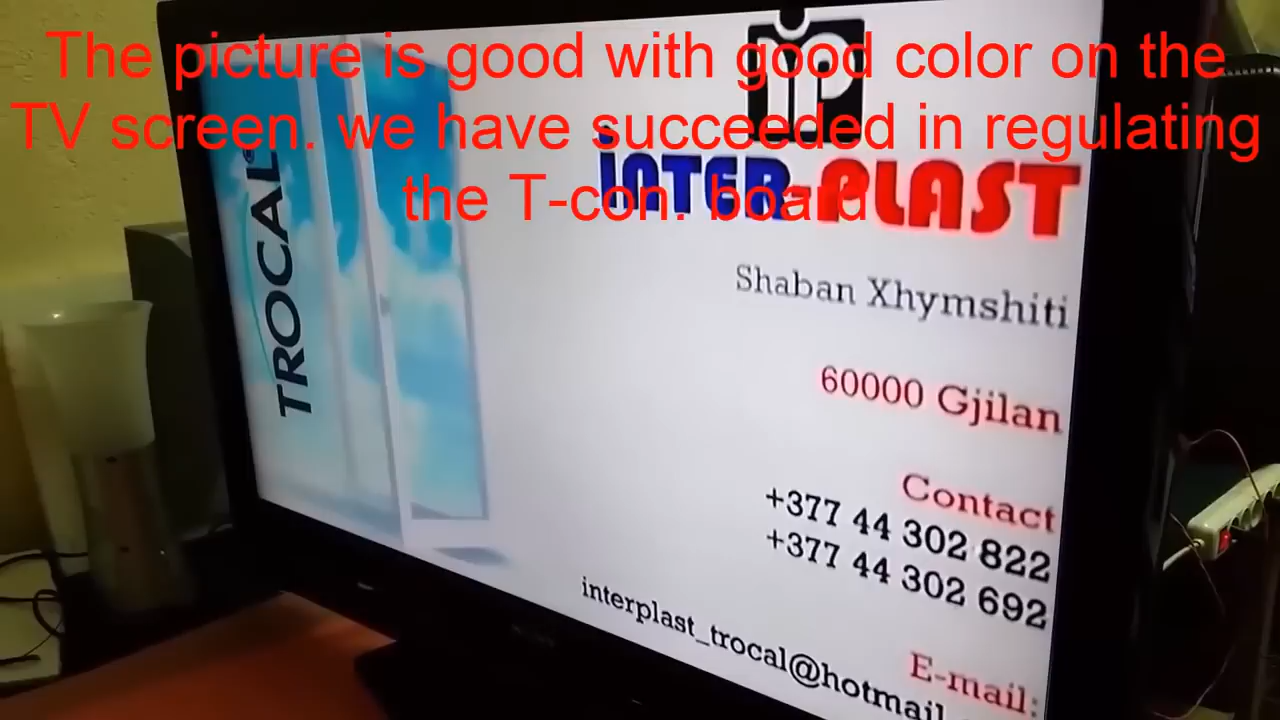 The picture is good with good color on the
TV screen. we have succeeded in regulating
the T-con. board
IP
iNTER-PLAST
TROCAL®
Shaban Xhymshiti
60000 Gjilan
Contact
+377 44 302 822
+377 44 302 692
E-mail:
interplast_trocal@hotmail